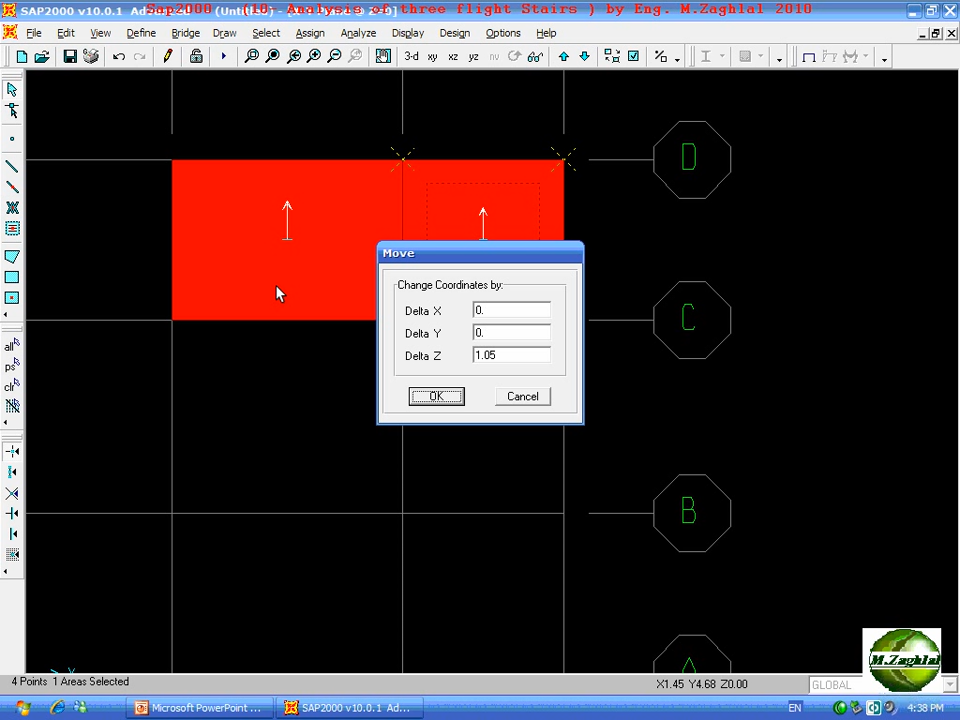 SAP2000 v10.0.1 Ad
Sap2000 (10- Analysis of three flight Stairs ) by Eng. M.Zaghlal 2010
File Edit View Define Bridge Draw Select Assign Analyze Display Design Options Help
3-d xy xz yz nv
all
ps
clr
D
C
B
A
Move
Change Coordinates by:
Delta X 0.
Delta Y 0.
Delta Z 1.05
OK Cancel
M.Zaghlal
4 Points 1 Areas Selected
X1.45 Y4.68 Z0.00
GLOBAL
Microsoft PowerPoint ...
SAP2000 v10.0.1 Ad...
EN
4:38 PM